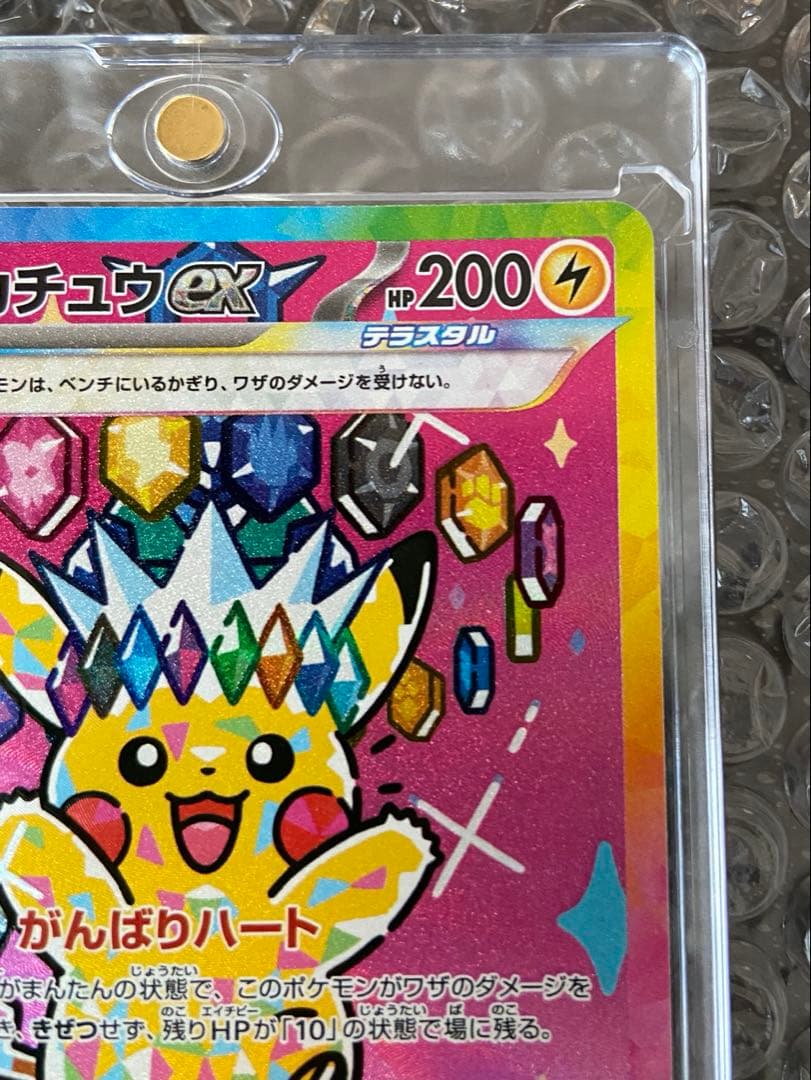 カチュウex HP200
テラスタル
モンは、ベンチにいるかぎり、ワザのダメージを受けない。
がんばりハート
がまんたんの状態で、このポケモンがワザのダメージを
き、きぜつせず、残りHPが「10」の状態で場に残る。